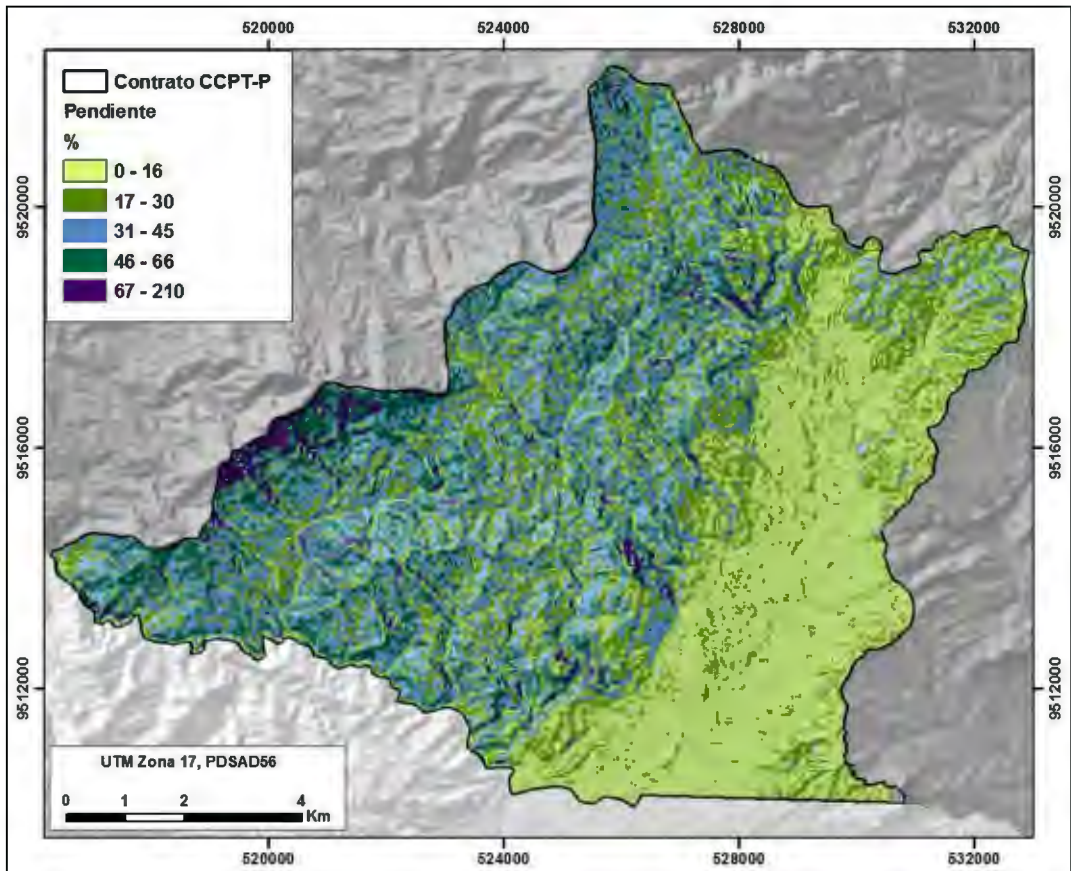 520000 524000 528000 532000
Contrato CCPT-P
Pendiente
%
0 - 16
17 - 30
31 - 45
46 - 66
67 - 210
9520000
9516000
9512000
9520000
9516000
9512000
UTM Zona 17, PDSAD56
0 1 2 4
Km
520000 524000 528000 532000